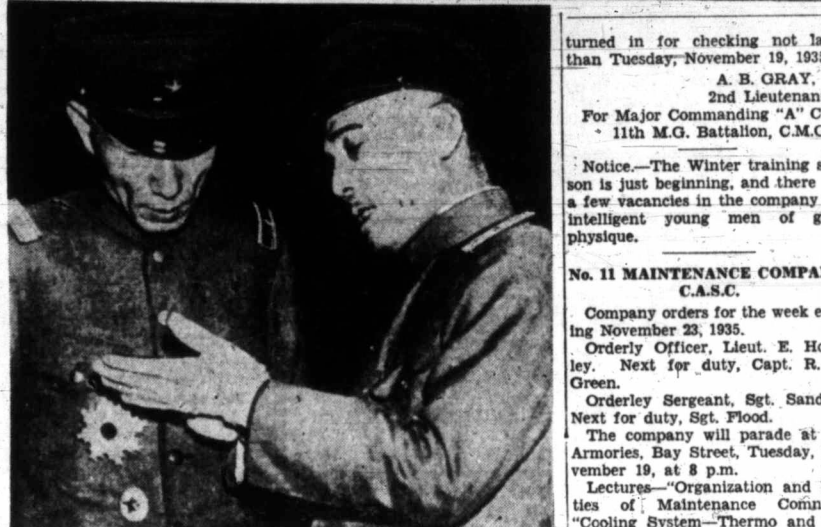 turned in for checking not la
than Tuesday, November 19, 1935
A. B. GRAY,
2nd Lieutenan
For Major Commanding "A" C
11th M.G. Battalion, C.M.G
Notice.—The Winter training s
son is just beginning, and there
a few vacancies in the company
intelligent young men of g
physique.
No. 11 MAINTENANCE COMPA
C.A.S.C.
Company orders for the week e
ing November 23, 1935.
Orderly Officer, Lieut. E. Ho
ley. Next for duty, Capt. R.
Green.
Orderley Sergeant, Sgt. Sand
Next for duty, Sgt. Flood.
The company will parade at
Armories, Bay Street, Tuesday,
vember 19, at 8 p.m.
Lectures—"Organization and
ties of Maintenance Comm
"Cooling System—Thermo and